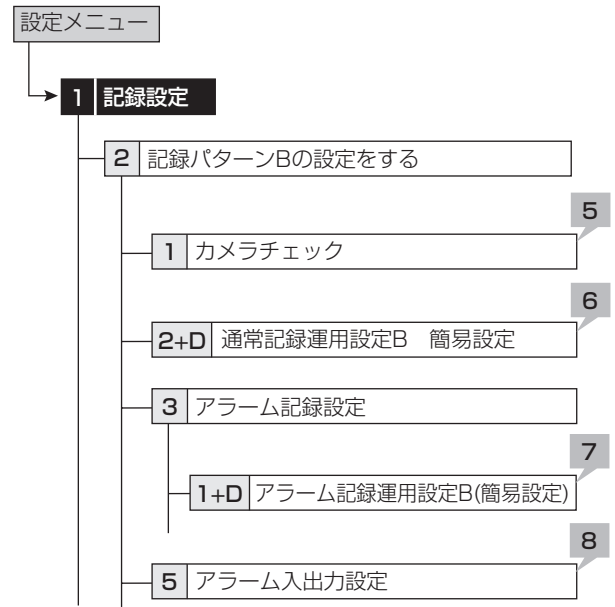 設定メニュー
1 記録設定
2 記録パターンBの設定をする
5
1 カメラチェック
6
2+D 通常記録運用設定B　簡易設定
3 アラーム記録設定
7
1+D アラーム記録運用設定B(簡易設定)
8
5 アラーム入出力設定